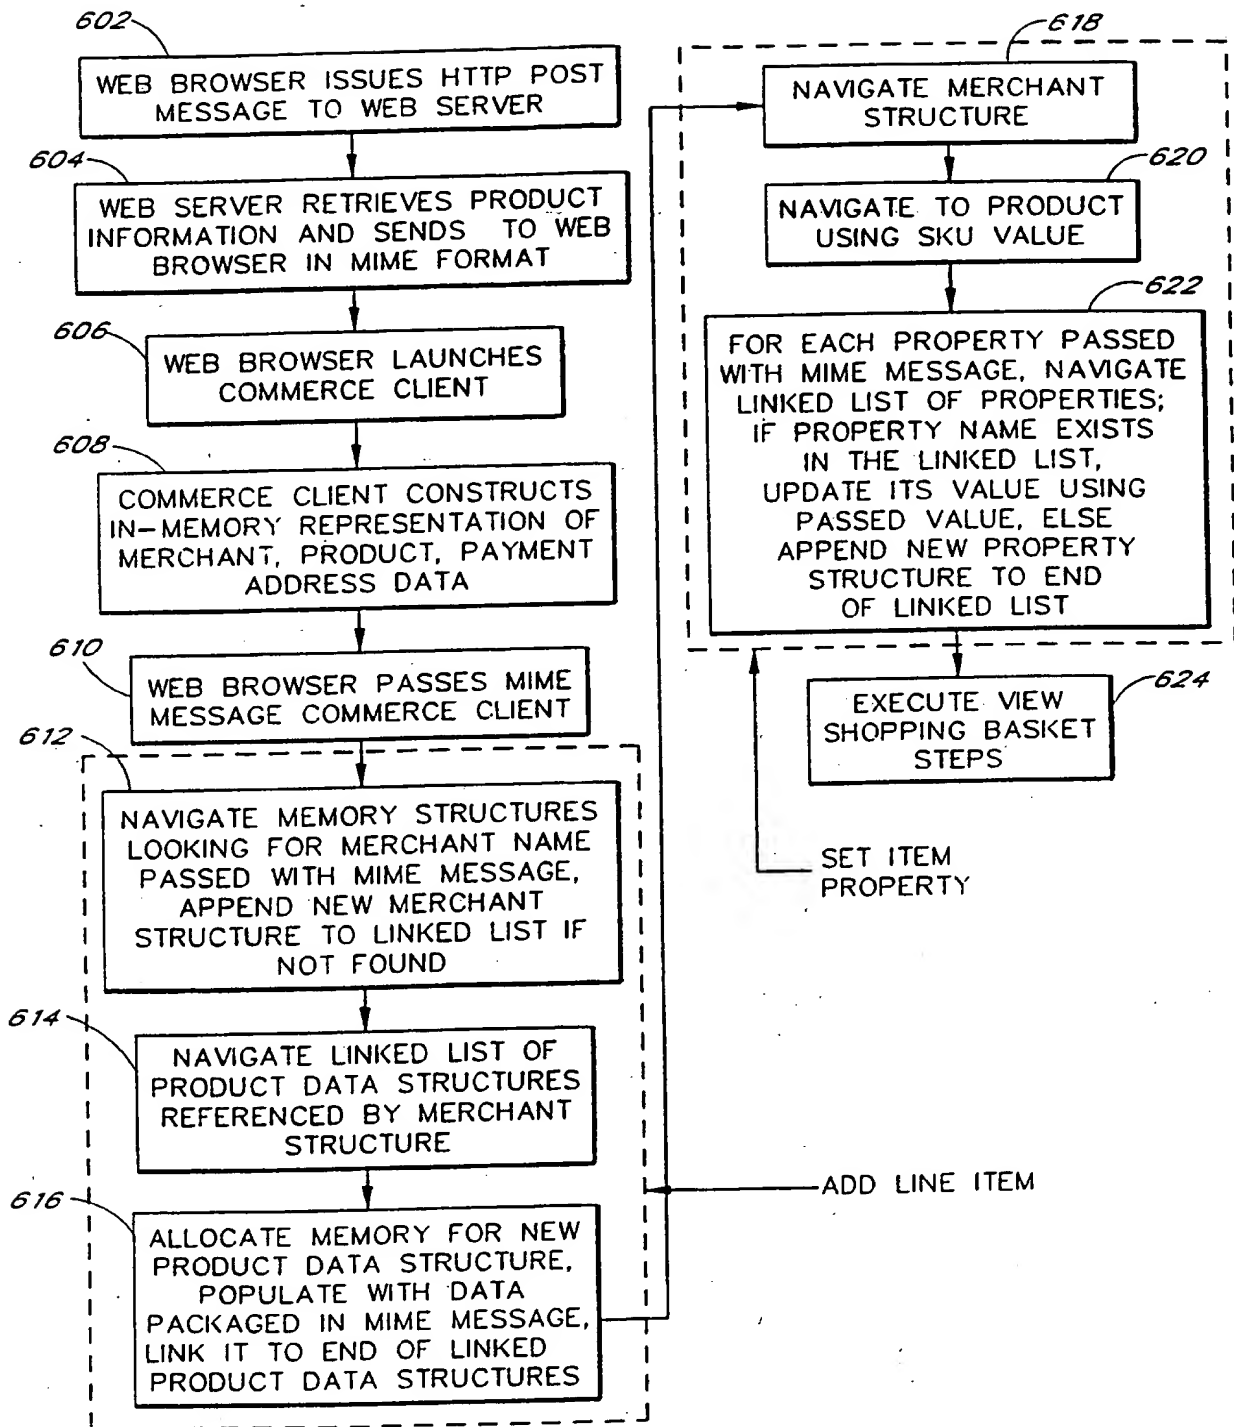 602
WEB BROWSER ISSUES HTTP POST
MESSAGE TO WEB SERVER
604
WEB SERVER RETRIEVES PRODUCT
INFORMATION AND SENDS TO WEB
BROWSER IN MIME FORMAT
606
WEB BROWSER LAUNCHES
COMMERCE CLIENT
608
COMMERCE CLIENT CONSTRUCTS
IN-MEMORY REPRESENTATION OF
MERCHANT, PRODUCT, PAYMENT
ADDRESS DATA
610
WEB BROWSER PASSES MIME
MESSAGE COMMERCE CLIENT
612
NAVIGATE MEMORY STRUCTURES
LOOKING FOR MERCHANT NAME
PASSED WITH MIME MESSAGE,
APPEND NEW MERCHANT
STRUCTURE TO LINKED LIST IF
NOT FOUND
614
NAVIGATE LINKED LIST OF
PRODUCT DATA STRUCTURES
REFERENCED BY MERCHANT
STRUCTURE
616
ALLOCATE MEMORY FOR NEW
PRODUCT DATA STRUCTURE,
POPULATE WITH DATA
PACKAGED IN MIME MESSAGE,
LINK IT TO END OF LINKED
PRODUCT DATA STRUCTURES
ADD LINE ITEM
618
NAVIGATE MERCHANT
STRUCTURE
620
NAVIGATE TO PRODUCT
USING SKU VALUE
622
FOR EACH PROPERTY PASSED
WITH MIME MESSAGE, NAVIGATE
LINKED LIST OF PROPERTIES;
IF PROPERTY NAME EXISTS
IN THE LINKED LIST,
UPDATE ITS VALUE USING
PASSED VALUE, ELSE
APPEND NEW PROPERTY
STRUCTURE TO END
OF LINKED LIST
624
EXECUTE VIEW
SHOPPING BASKET
STEPS
SET ITEM
PROPERTY